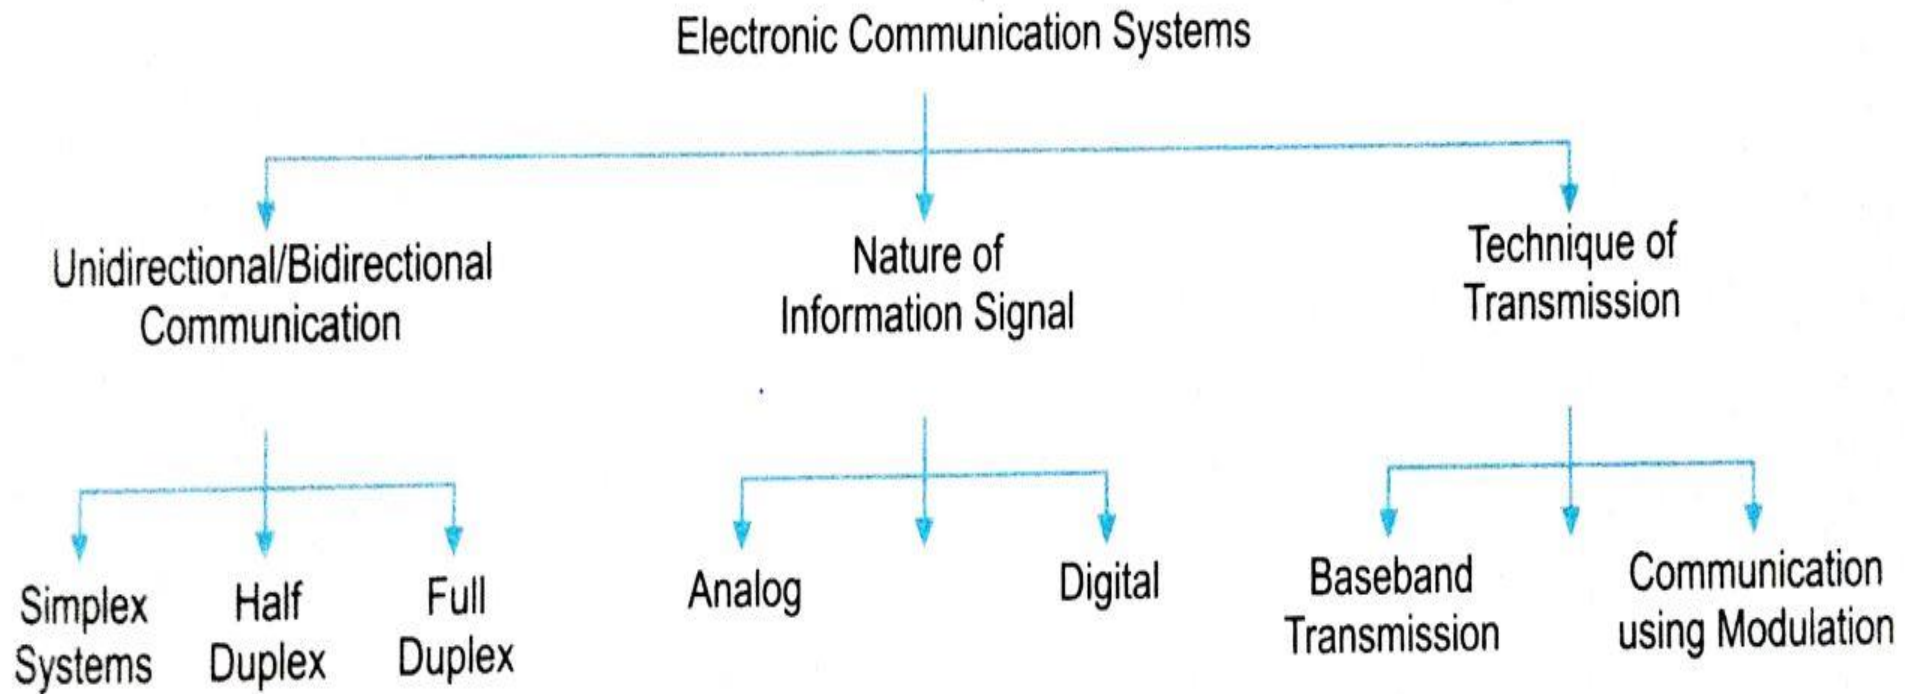 Electronic Communication Systems
Unidirectional/Bidirectional
Communication
Nature of
Information Signal
Technique of
Transmission
Simplex
Systems
Half
Duplex
Full
Duplex
Analog
Digital
Baseband
Transmission
Communication
using Modulation